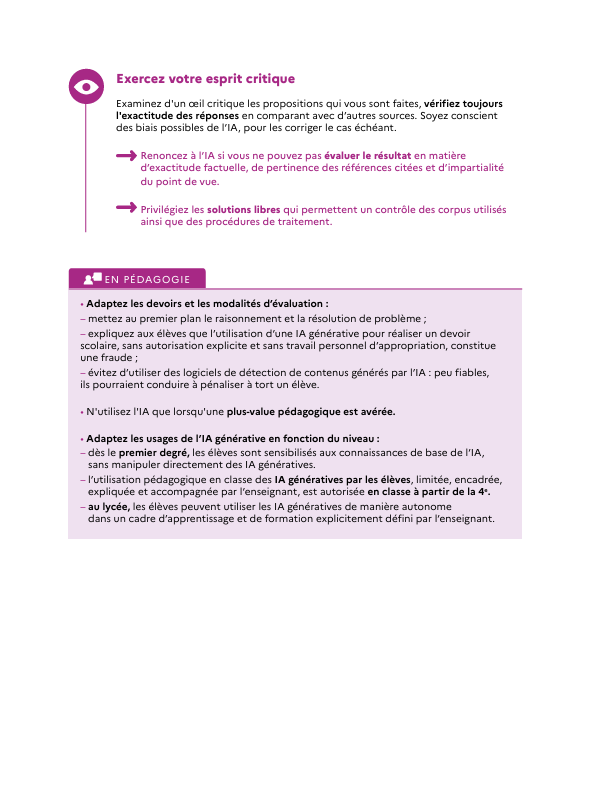 Exercez votre esprit critique
Examinez d'un œil critique les propositions qui vous sont faites, vérifiez toujours
l'exactitude des réponses en comparant avec d'autres sources. Soyez conscient
des biais possibles de l'IA, pour les corriger le cas échéant.
Renoncez à l'IA si vous ne pouvez pas évaluer le résultat en matière
d'exactitude factuelle, de pertinence des références citées et d'impartialité
du point de vue.
Privilégiez les solutions libres qui permettent un contrôle des corpus utilisés
ainsi que des procédures de traitement.
EN PÉDAGOGIE
• Adaptez les devoirs et les modalités d'évaluation :
– mettez au premier plan le raisonnement et la résolution de problème ;
– expliquez aux élèves que l'utilisation d'une IA générative pour réaliser un devoir
scolaire, sans autorisation explicite et sans travail personnel d'appropriation, constitue
une fraude ;
– évitez d'utiliser des logiciels de détection de contenus générés par l'IA : peu fiables,
ils pourraient conduire à pénaliser à tort un élève.
• N'utilisez l'IA que lorsqu'une plus-value pédagogique est avérée.
• Adaptez les usages de l'IA générative en fonction du niveau :
– dès le premier degré, les élèves sont sensibilisés aux connaissances de base de l'IA,
sans manipuler directement des IA génératives.
– l'utilisation pédagogique en classe des IA génératives par les élèves, limitée, encadrée,
expliquée et accompagnée par l'enseignant, est autorisée en classe à partir de la 4ᵉ.
– au lycée, les élèves peuvent utiliser les IA génératives de manière autonome
dans un cadre d'apprentissage et de formation explicitement défini par l'enseignant.